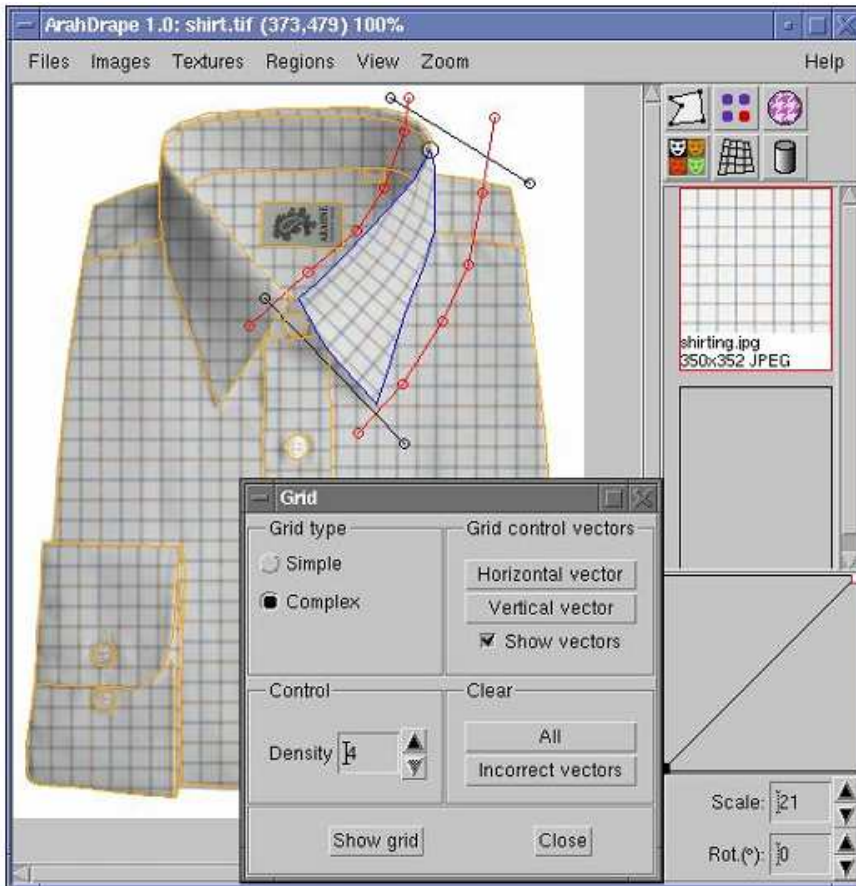 ArahDrape 1.0: shirt.tif (373,479) 100%
Files Images Textures Regions View Zoom Help
ARAHNE
shirting.jpg
350x352 JPEG
Grid
Grid type
Simple
Complex
Grid control vectors
Horizontal vector
Vertical vector
Show vectors
Control
Density 4
Clear
All
Incorrect vectors
Show grid Close
Scale: 21
Rot.(°): 0